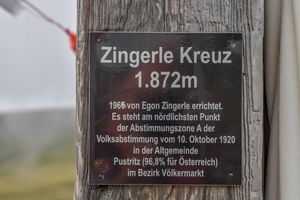 Zingerle Kreuz
1.872m
1965 von Egon Zingerle errichtet.
Es steht am nördlichsten Punkt
der Abstimmungszone A der
Volksabstimmung vom 10. Oktober 1920
in der Altgemeinde
Pustritz (96,8% für Österreich)
im Bezirk Völkermarkt